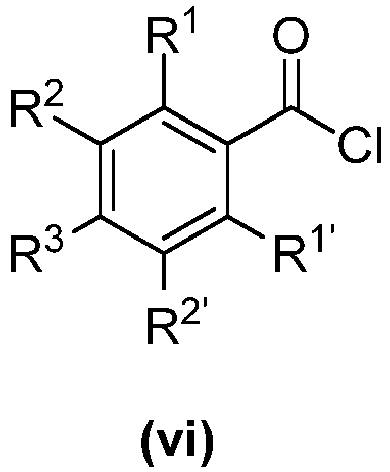 R1 O
R2 Cl
R3 R1'
R2'
(vi)